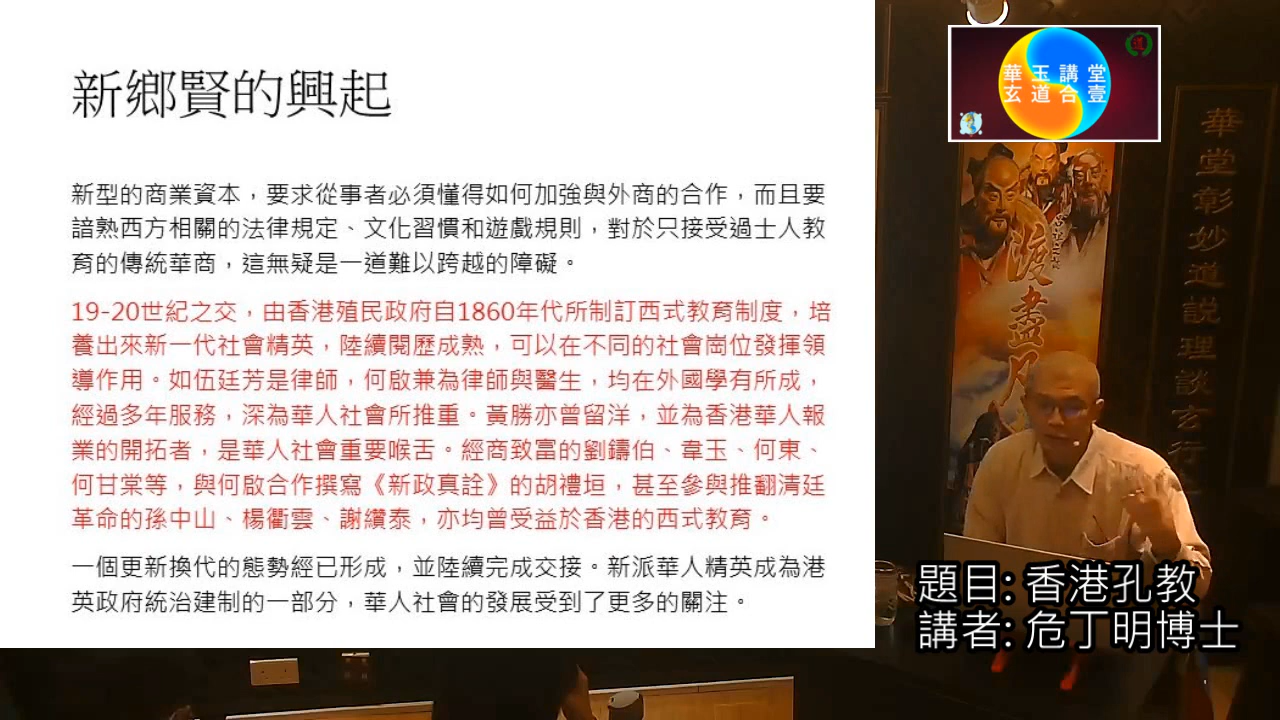 新鄉賢的興起
新型的商業資本，要求從事者必須懂得如何加強與外商的合作，而且要
諳熟西方相關的法律規定、文化習慣和遊戲規則，對於只接受過士人教
育的傳統華商，這無疑是一道難以跨越的障礙。
19-20世紀之交，由香港殖民政府自1860年代所制訂西式教育制度，培
養出來新一代社會精英，陸續閱歷成熟，可以在不同的社會崗位發揮領
導作用。如伍廷芳是律師，何啟兼為律師與醫生，均在外國學有所成，
經過多年服務，深為華人社會所推重。黃勝亦曾留洋，並為香港華人報
業的開拓者，是華人社會重要喉舌。經商致富的劉鑄伯、韋玉、何東、
何甘棠等，與何啟合作撰寫《新政真詮》的胡禮垣，甚至參與推翻清廷
革命的孫中山、楊衢雲、謝纘泰，亦均曾受益於香港的西式教育。
一個更新換代的態勢經已形成，並陸續完成交接。新派華人精英成為港
英政府統治建制的一部分，華人社會的發展受到了更多的關注。
華玉講堂
玄道合壹
道
渡盡
華堂彰妙道説理談玄行
題目: 香港孔教
講者: 危丁明博士